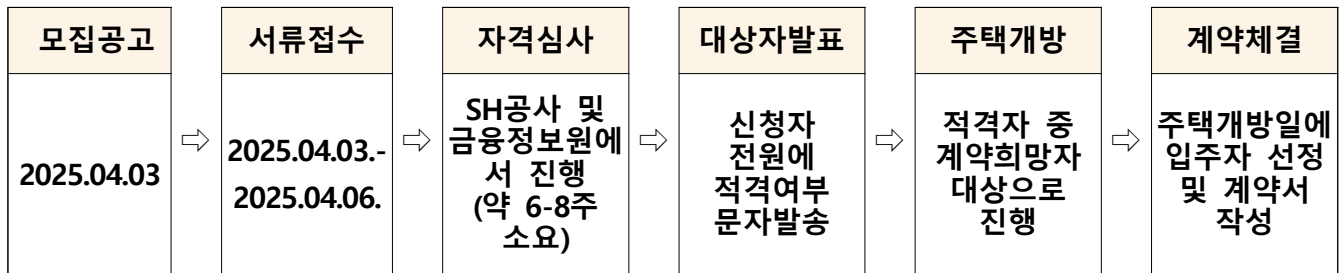 모집공고
2025.04.03
⇨
서류접수
2025.04.03.-
2025.04.06.
⇨
자격심사
SH공사 및
금융정보원에
서 진행
(약 6-8주
소요)
⇨
대상자발표
신청자
전원에
적격여부
문자발송
⇨
주택개방
적격자 중
계약희망자
대상으로
진행
⇨
계약체결
주택개방일에
입주자 선정
및 계약서
작성